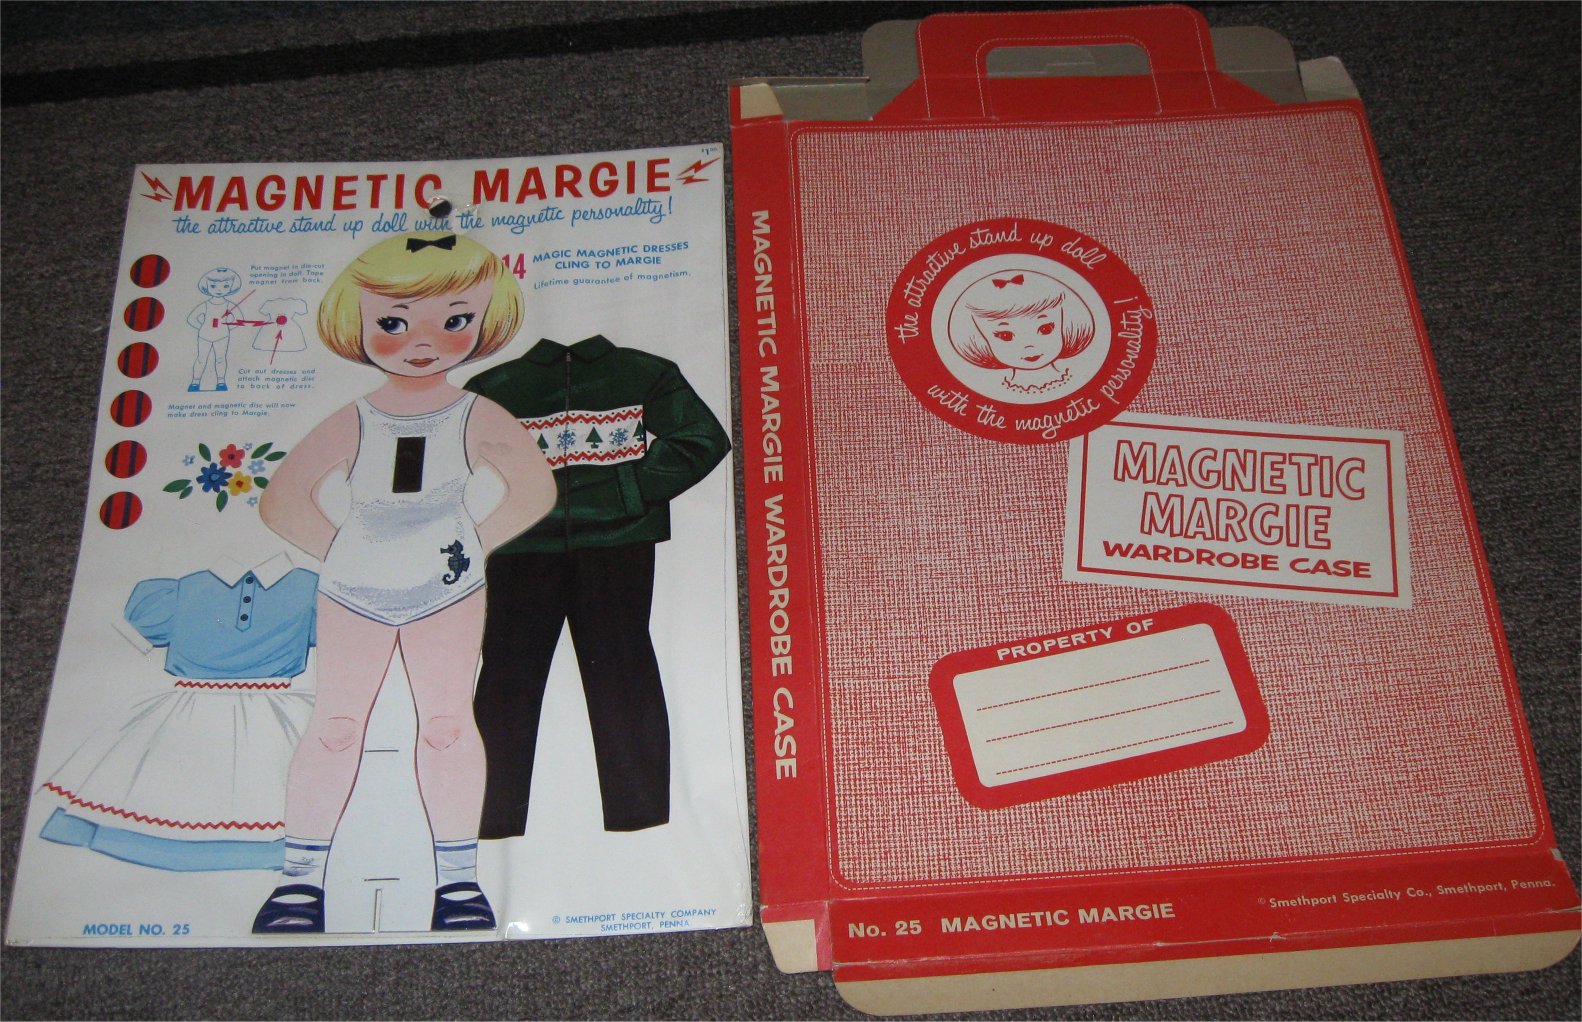 $1.00
MAGNETIC MARGIE
the attractive stand up doll with the magnetic personality!
14 MAGIC MAGNETIC DRESSES
CLING TO MARGIE
Lifetime guarantee of magnetism.
Put magnet in die-cut
opening in doll. Tape
magnet from back.
Cut out dresses and
attach magnetic disc
to back of dress.
Magnet and magnetic disc will now
make dress cling to Margie.
MODEL NO. 25
© SMETHPORT SPECIALTY COMPANY
SMETHPORT, PENNA
MAGNETIC MARGIE WARDROBE CASE
the attractive stand up doll
with the magnetic personality!
MAGNETIC
MARGIE
WARDROBE CASE
PROPERTY OF
No. 25 MAGNETIC MARGIE
© Smethport Specialty Co., Smethport, Penna.